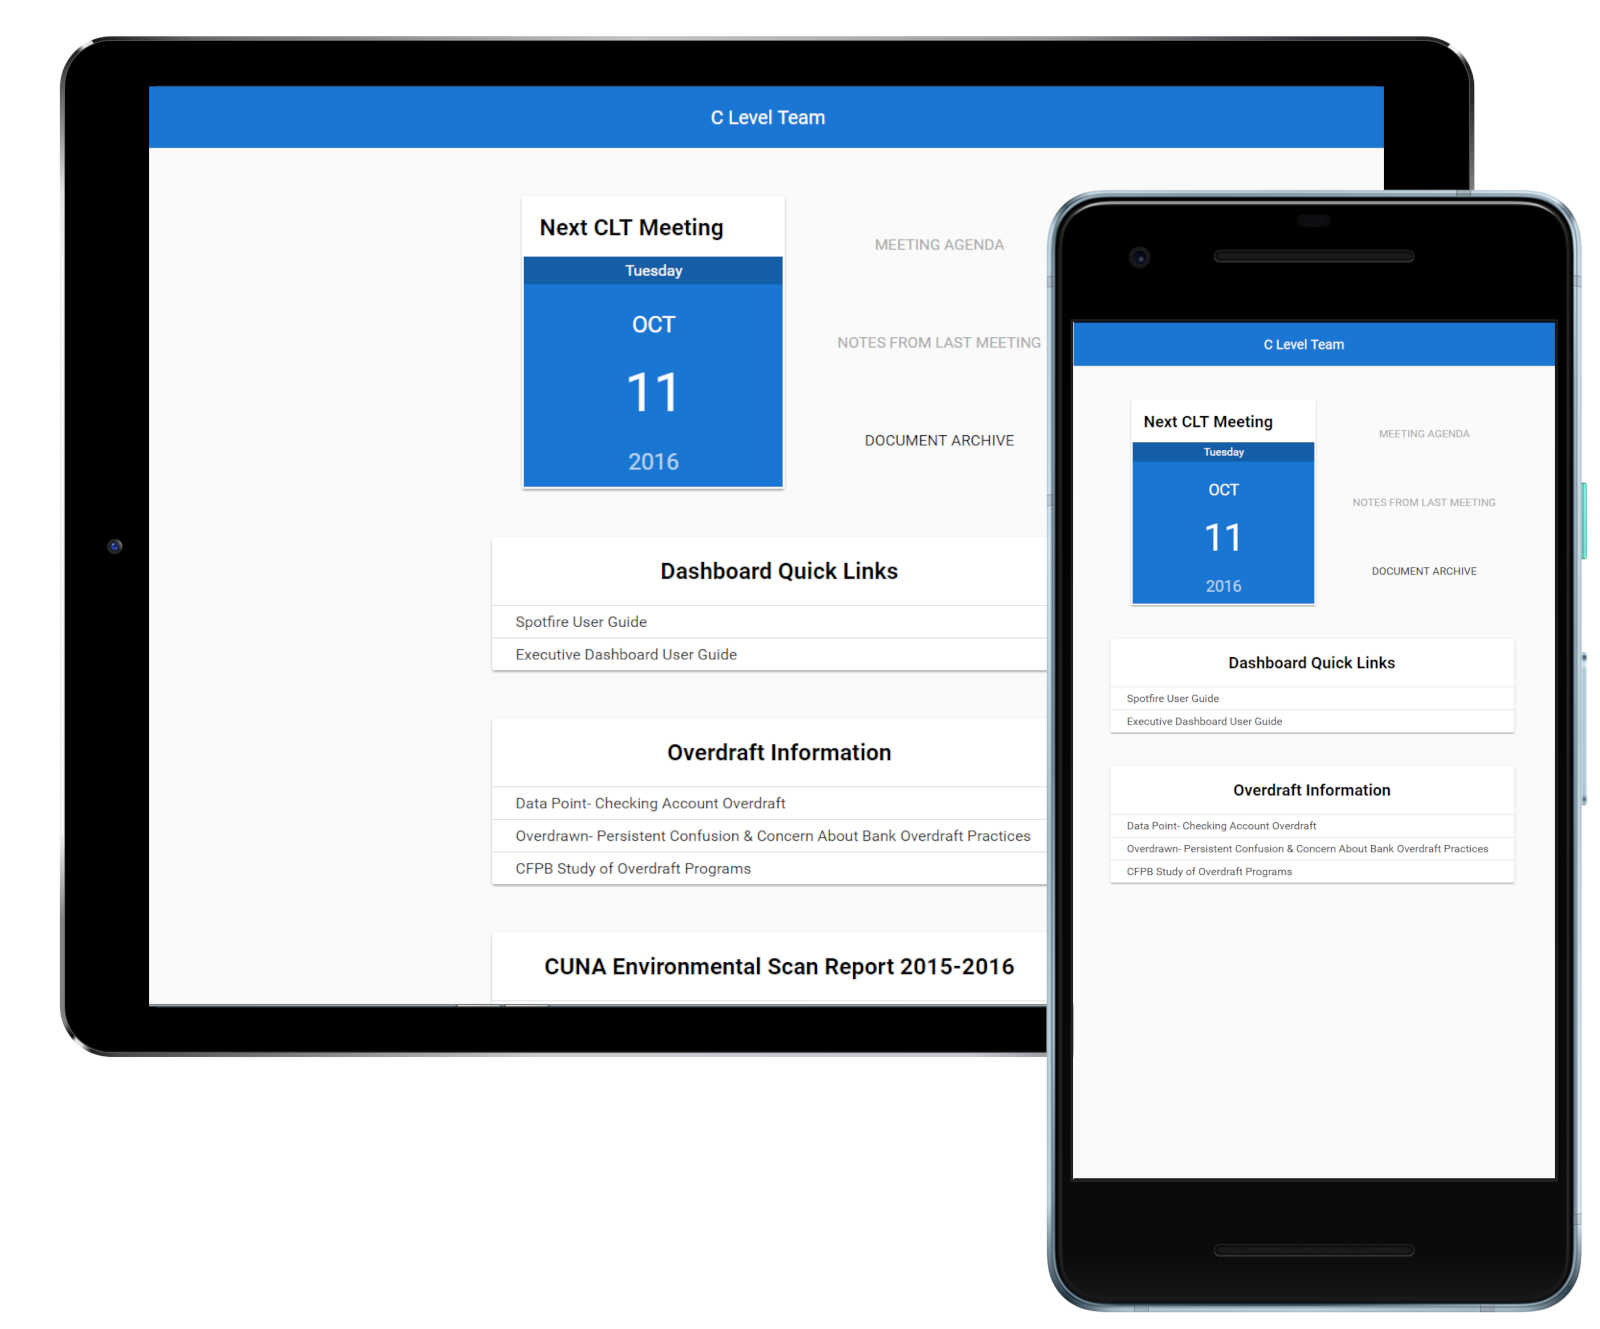 C Level Team
Next CLT Meeting
Tuesday
OCT
11
2016
MEETING AGENDA
NOTES FROM LAST MEETING
DOCUMENT ARCHIVE
Dashboard Quick Links
Spotfire User Guide
Executive Dashboard User Guide
Overdraft Information
Data Point- Checking Account Overdraft
Overdrawn- Persistent Confusion & Concern About Bank Overdraft Practices
CFPB Study of Overdraft Programs
CUNA Environmental Scan Report 2015-2016
C Level Team
Next CLT Meeting
Tuesday
OCT
11
2016
MEETING AGENDA
NOTES FROM LAST MEETING
DOCUMENT ARCHIVE
Dashboard Quick Links
Spotfire User Guide
Executive Dashboard User Guide
Overdraft Information
Data Point- Checking Account Overdraft
Overdrawn- Persistent Confusion & Concern About Bank Overdraft Practices
CFPB Study of Overdraft Programs